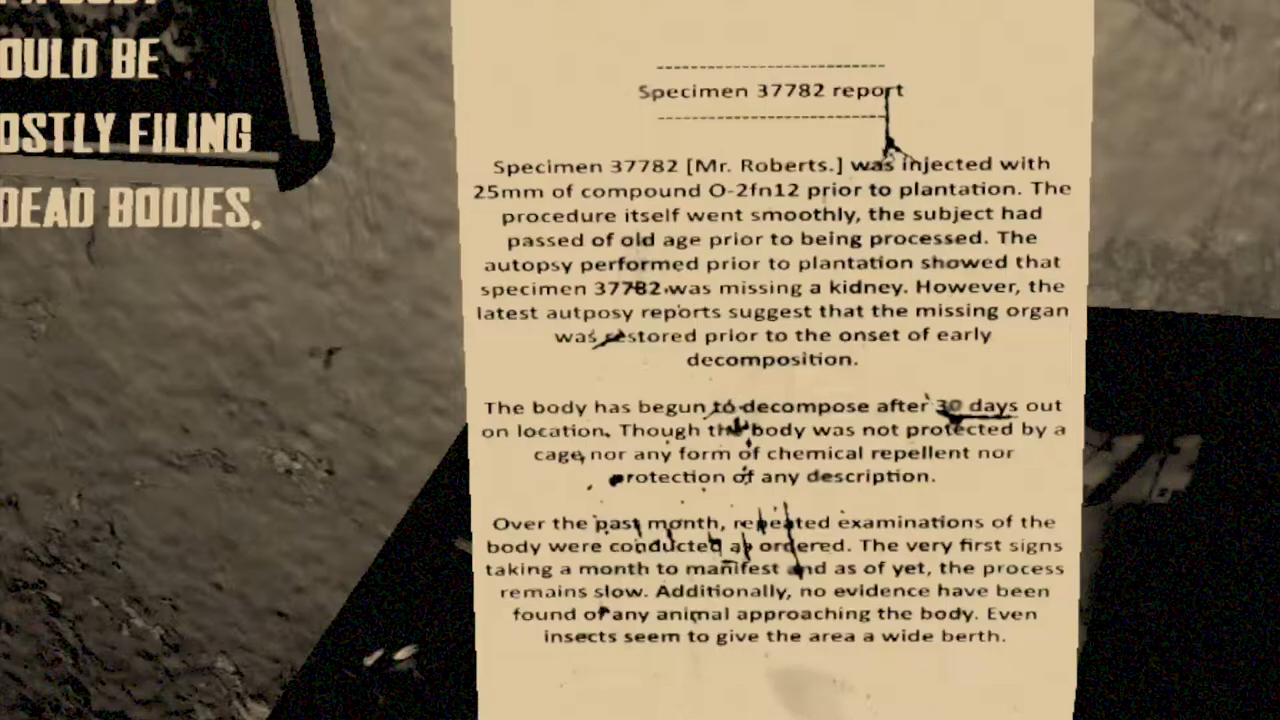 OULD BE
OSTLY FILING
DEAD BODIES.
Specimen 37782 report
Specimen 37782 [Mr. Roberts.] was injected with
25mm of compound O-2fn12 prior to plantation. The
procedure itself went smoothly, the subject had
passed of old age prior to being processed. The
autopsy performed prior to plantation showed that
specimen 37782 was missing a kidney. However, the
latest autposy reports suggest that the missing organ
was restored prior to the onset of early
decomposition.
The body has begun to decompose after 30 days out
on location. Though the body was not protected by a
cage nor any form of chemical repellent nor
protection of any description.
Over the past month, repeated examinations of the
body were conducted as ordered. The very first signs
taking a month to manifest and as of yet, the process
remains slow. Additionally, no evidence have been
found of any animal approaching the body. Even
insects seem to give the area a wide berth.